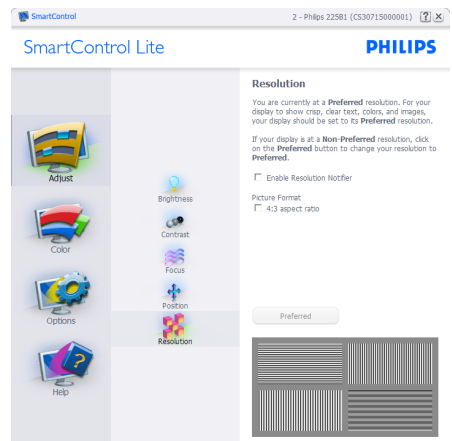 SmartControl
2 - Philips 225B1 (CS30715000001)
SmartControl Lite
PHILIPS
Adjust
Color
Options
Help
Brightness
Contrast
Focus
Position
Resolution
Resolution
You are currently at a Preferred resolution. For your
display to show crisp, clear text, colors, and images,
your display should be set to its Preferred resolution.
If your display is at a Non-Preferred resolution, click
on the Preferred button to change your resolution to
Preferred.
Enable Resolution Notifier
Picture Format
4:3 aspect ratio
Preferred